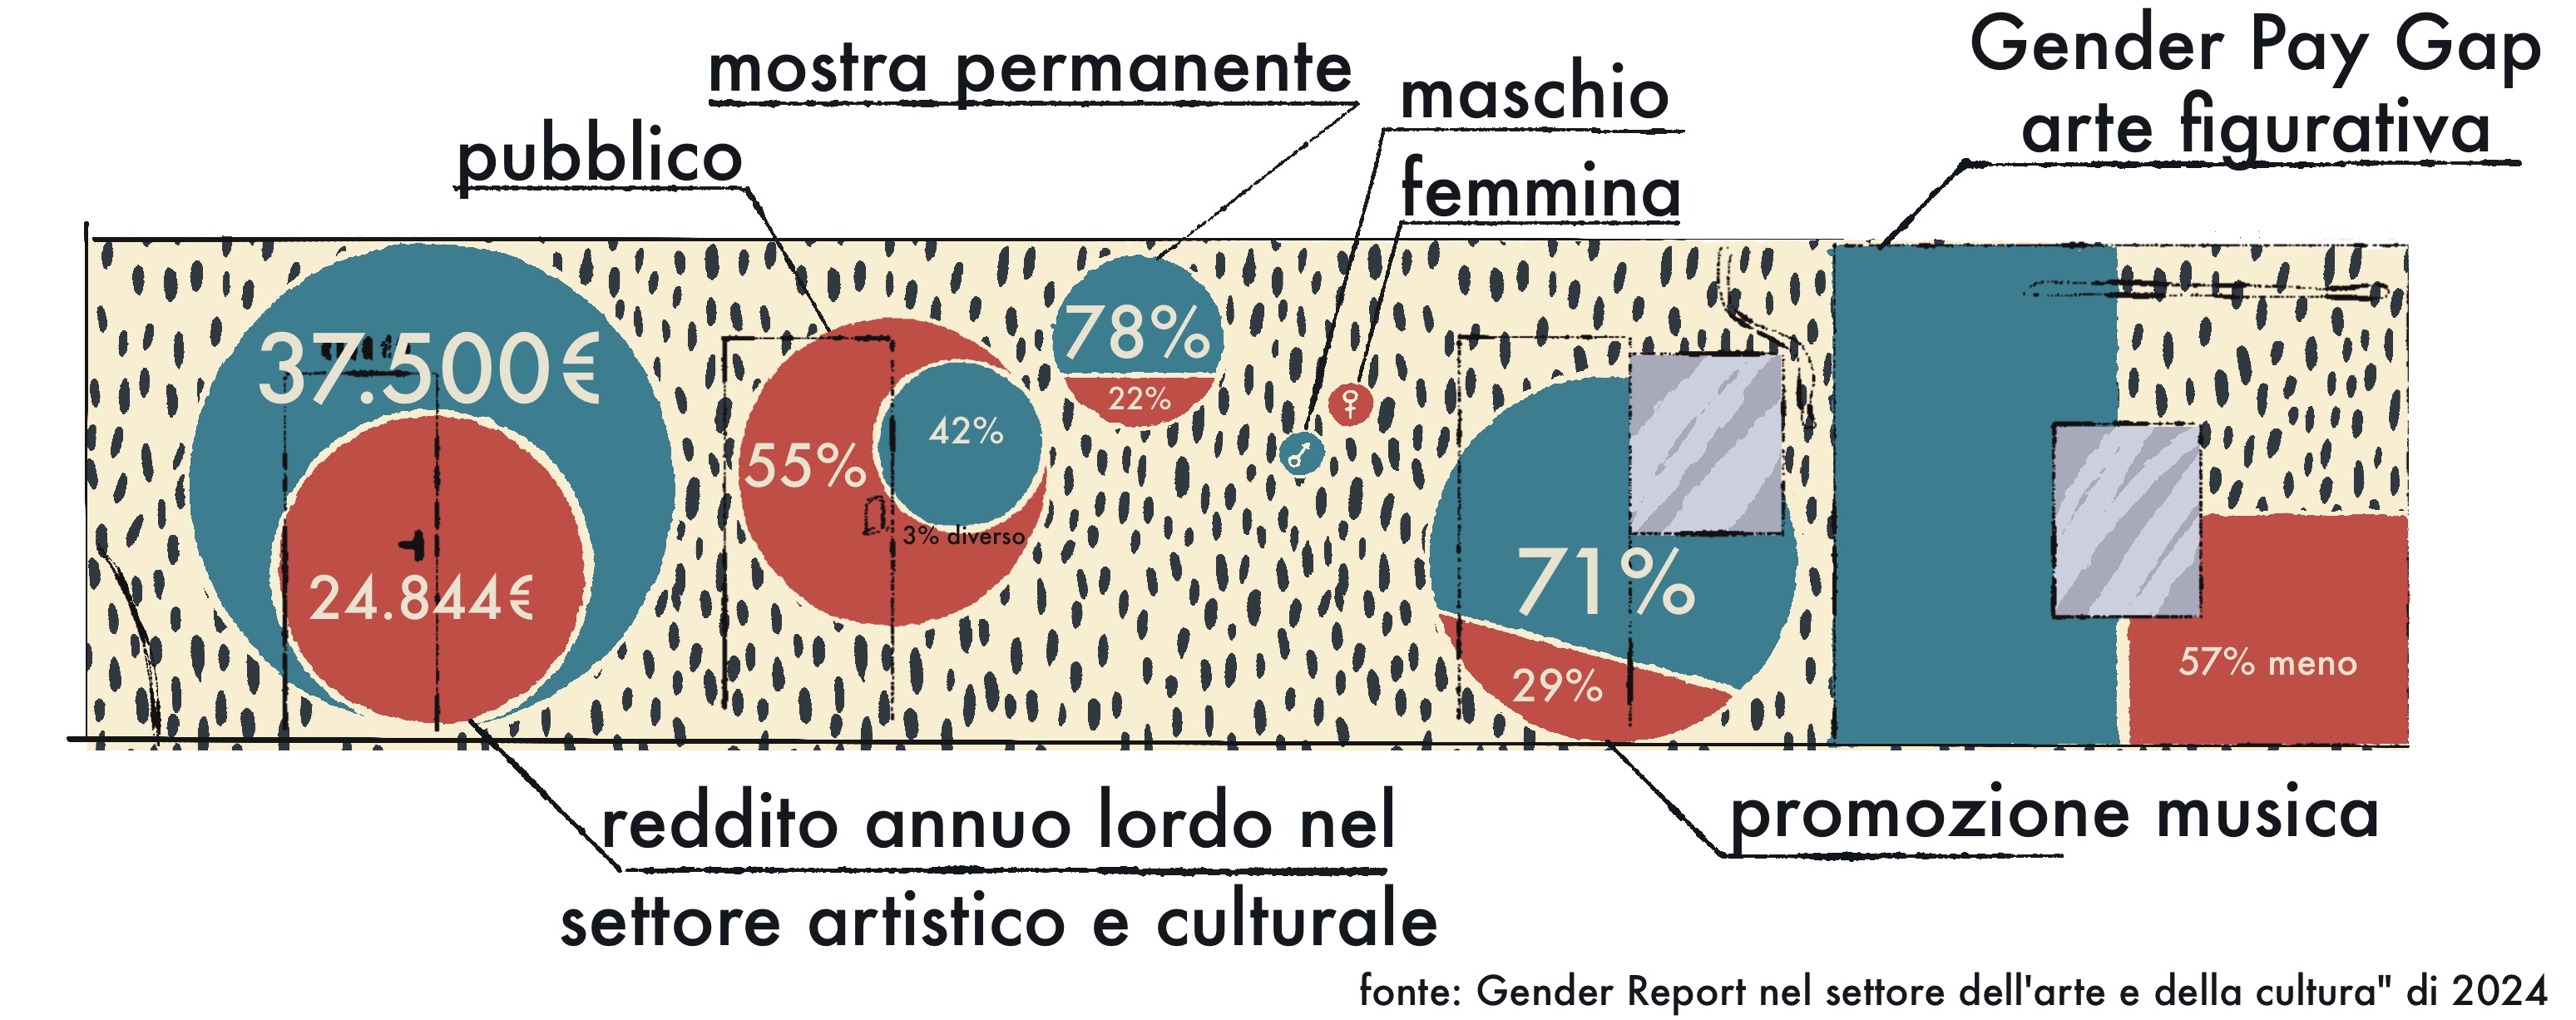 Gender Pay Gap
arte figurativa
mostra permanente
maschio
pubblico
femmina
37.500€
24.844€
55%
42%
3% diverso
78%
22%
71%
29%
57% meno
reddito annuo lordo nel
settore artistico e culturale
promozione musica
fonte: Gender Report nel settore dell'arte e della cultura" di 2024